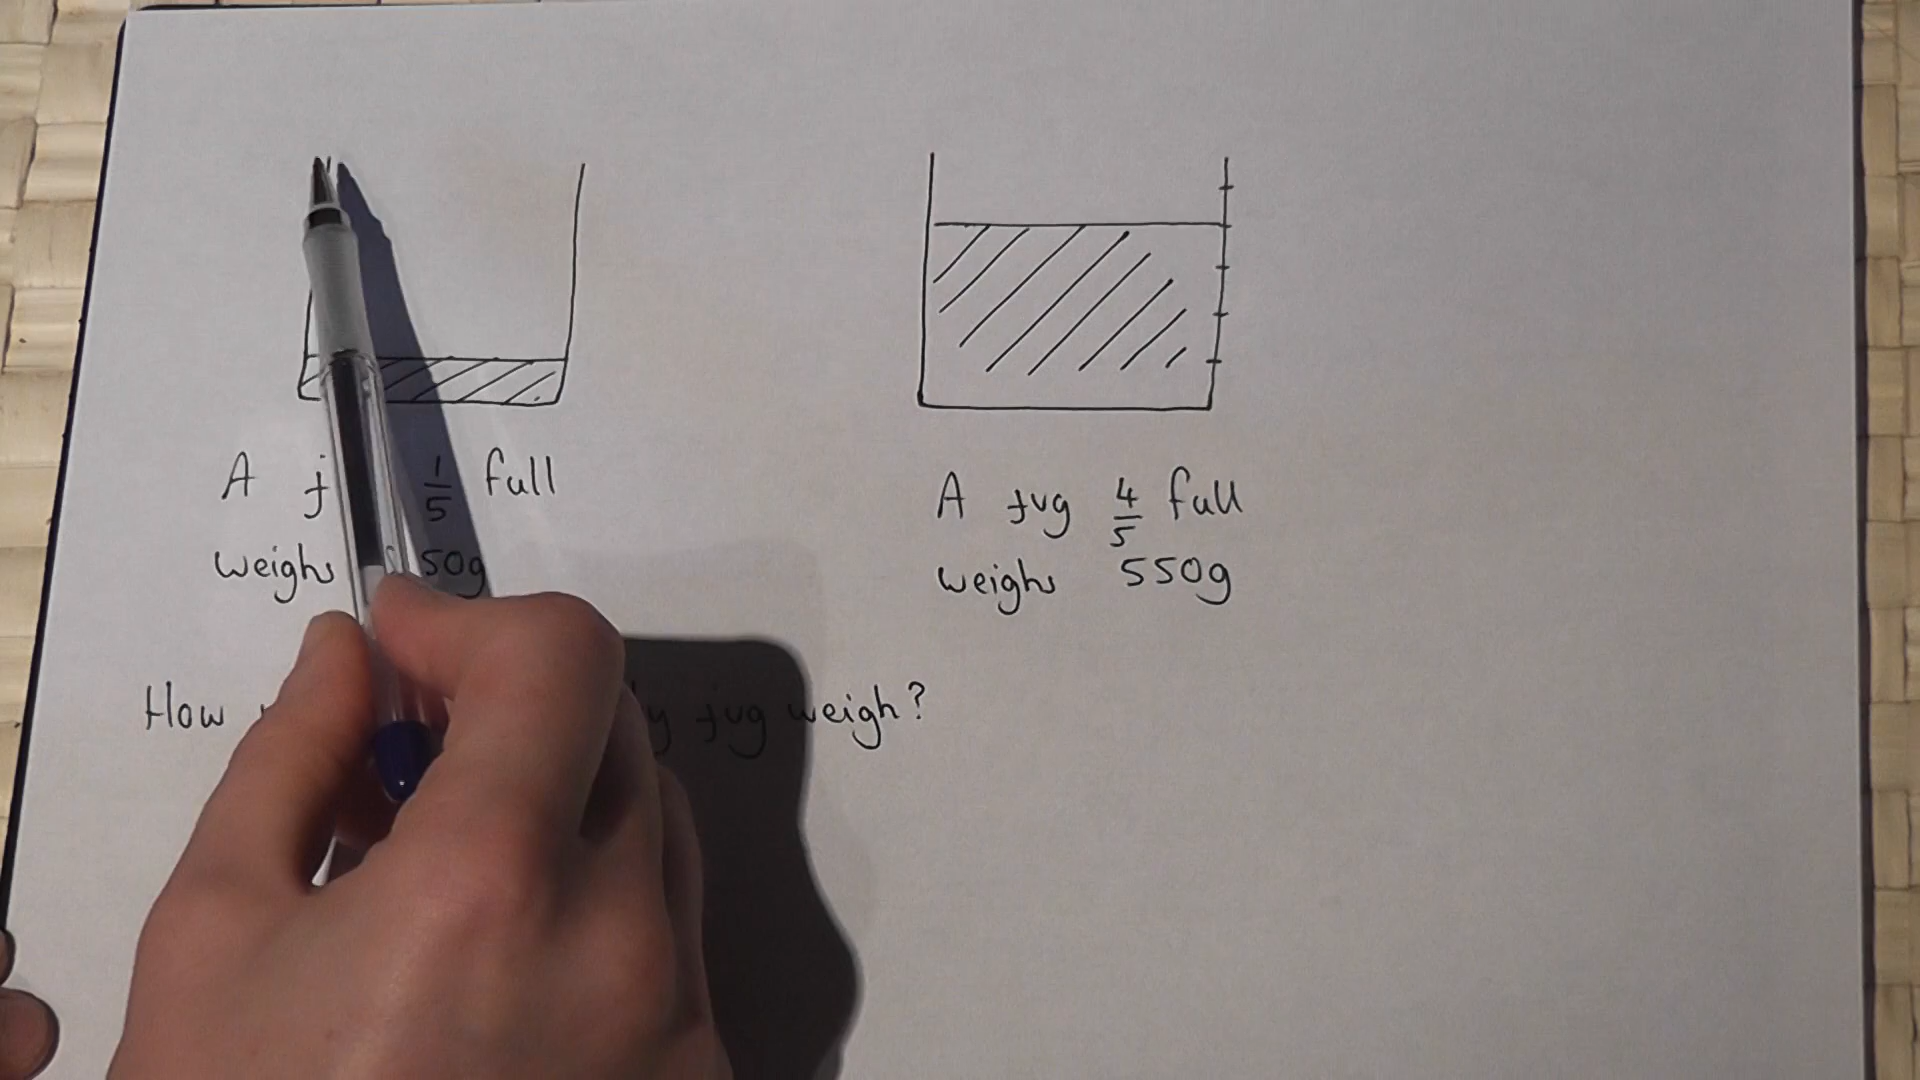 A 1/5 full
weighs 50g
A jug 4/5 full
weighs 550g
How jug weigh?